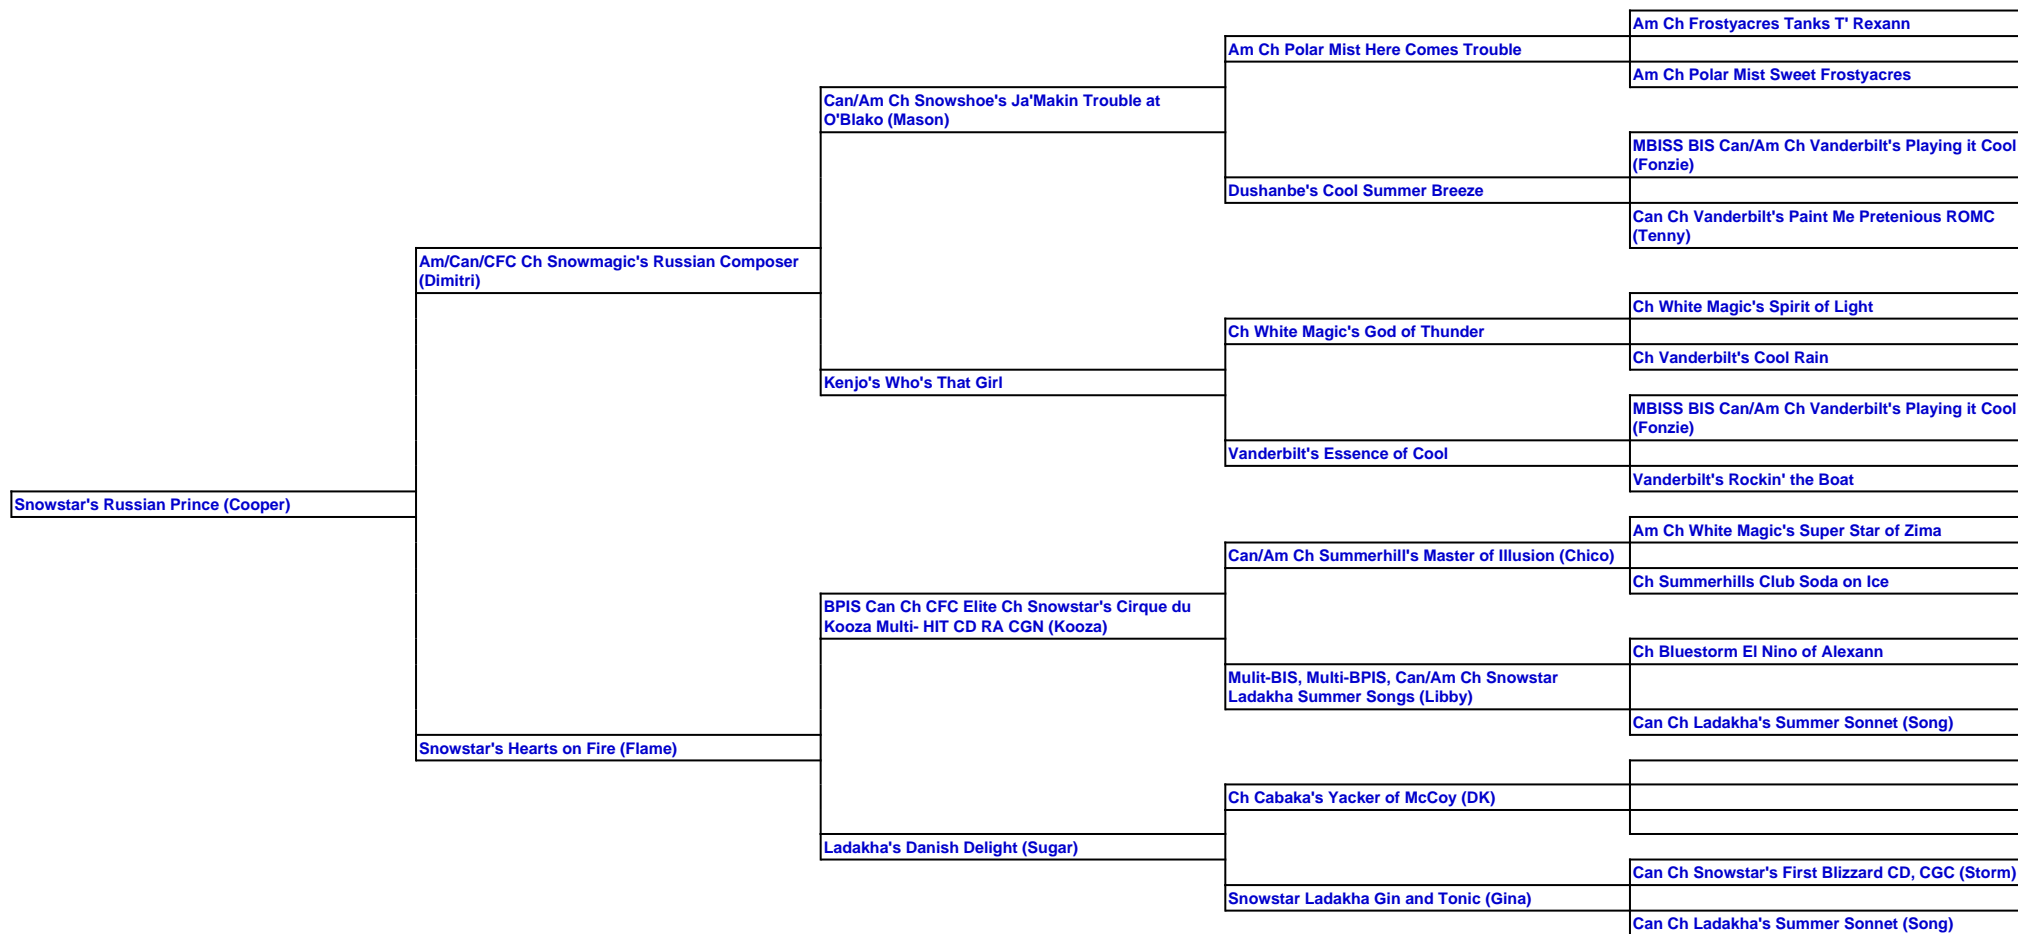 Am Ch Frostyacres Tanks T' Rexann
Am Ch Polar Mist Here Comes Trouble
Am Ch Polar Mist Sweet Frostyacres
Can/Am Ch Snowshoe's Ja'Makin Trouble at
O'Blako (Mason)
MBISS BIS Can/Am Ch Vanderbilt's Playing it Cool
(Fonzie)
Dushanbe's Cool Summer Breeze
Can Ch Vanderbilt's Paint Me Pretenious ROMC
(Tenny)
Am/Can/CFC Ch Snowmagic's Russian Composer
(Dimitri)
Ch White Magic's Spirit of Light
Ch White Magic's God of Thunder
Ch Vanderbilt's Cool Rain
Kenjo's Who's That Girl
MBISS BIS Can/Am Ch Vanderbilt's Playing it Cool
(Fonzie)
Vanderbilt's Essence of Cool
Vanderbilt's Rockin' the Boat
Snowstar's Russian Prince (Cooper)
Am Ch White Magic's Super Star of Zima
Can/Am Ch Summerhill's Master of Illusion (Chico)
Ch Summerhills Club Soda on Ice
BPIS Can Ch CFC Elite Ch Snowstar's Cirque du
Kooza Multi- HIT CD RA CGN (Kooza)
Ch Bluestorm El Nino of Alexann
Mulit-BIS, Multi-BPIS, Can/Am Ch Snowstar
Ladakha Summer Songs (Libby)
Can Ch Ladakha's Summer Sonnet (Song)
Snowstar's Hearts on Fire (Flame)
Ch Cabaka's Yacker of McCoy (DK)
Ladakha's Danish Delight (Sugar)
Can Ch Snowstar's First Blizzard CD, CGC (Storm)
Snowstar Ladakha Gin and Tonic (Gina)
Can Ch Ladakha's Summer Sonnet (Song)